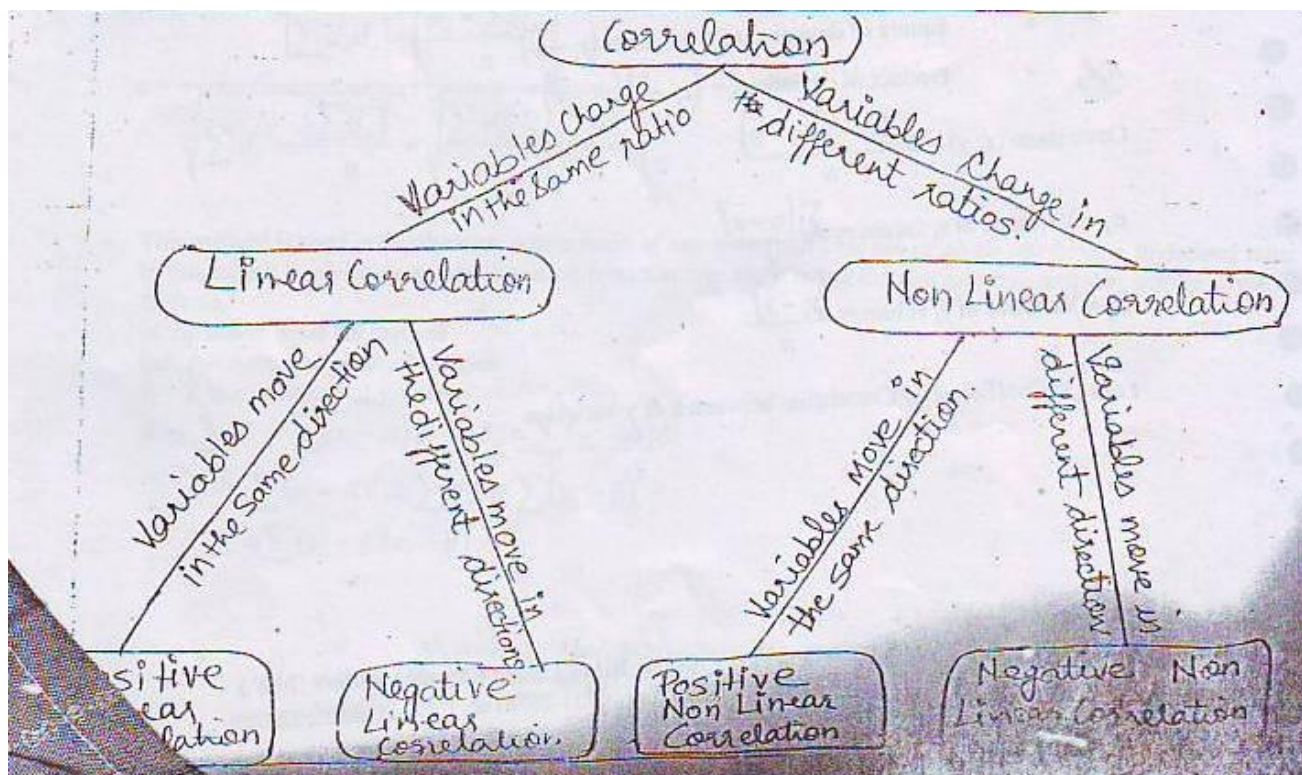 Correlation
Variables change
in the same ratio
Variables change in
the different ratios.
Linear Correlation
Non Linear Correlation
Variables move
in the same direction
Variables move in
the different directions
Variables move in
the same direction
Variables move in
different direction
sitive
ear
lation
Negative
Linear
Correlation.
Positive
Non Linear
Correlation
Negative Non
Linear Correlation